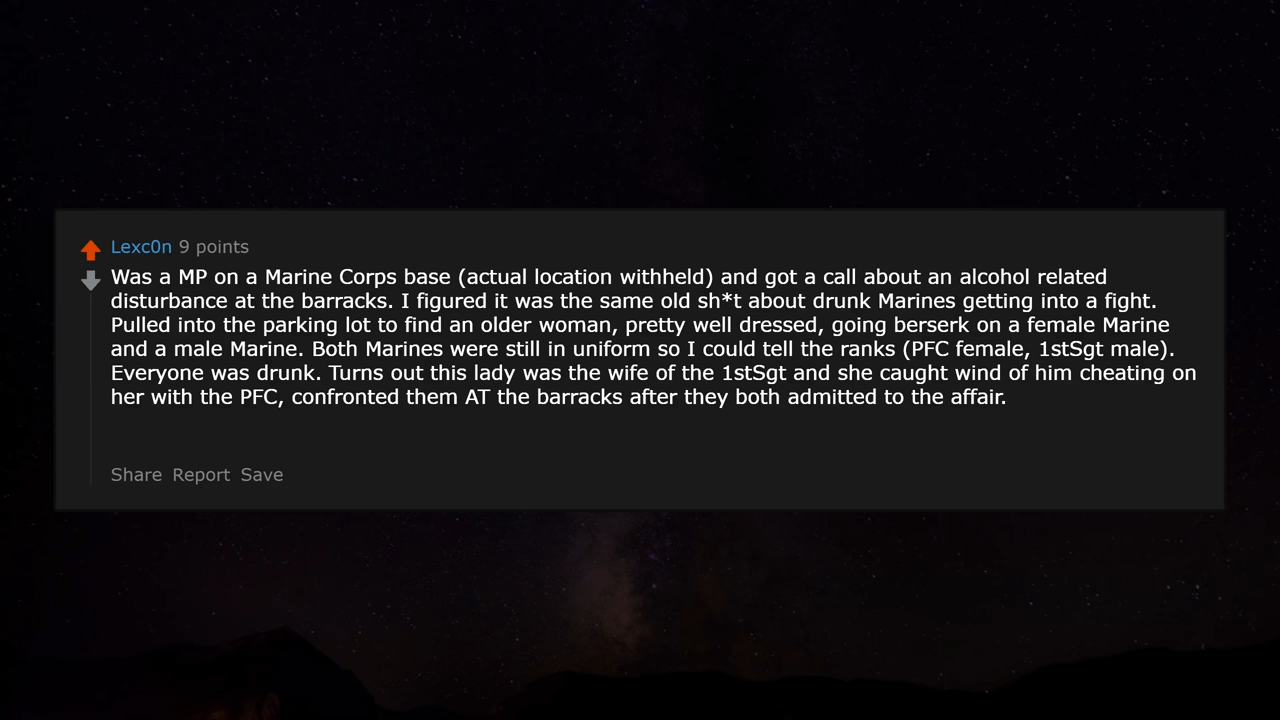 Lexc0n 9 points
Was a MP on a Marine Corps base (actual location withheld) and got a call about an alcohol related
disturbance at the barracks. I figured it was the same old sh*t about drunk Marines getting into a fight.
Pulled into the parking lot to find an older woman, pretty well dressed, going berserk on a female Marine
and a male Marine. Both Marines were still in uniform so I could tell the ranks (PFC female, 1stSgt male).
Everyone was drunk. Turns out this lady was the wife of the 1stSgt and she caught wind of him cheating on
her with the PFC, confronted them AT the barracks after they both admitted to the affair.
Share Report Save